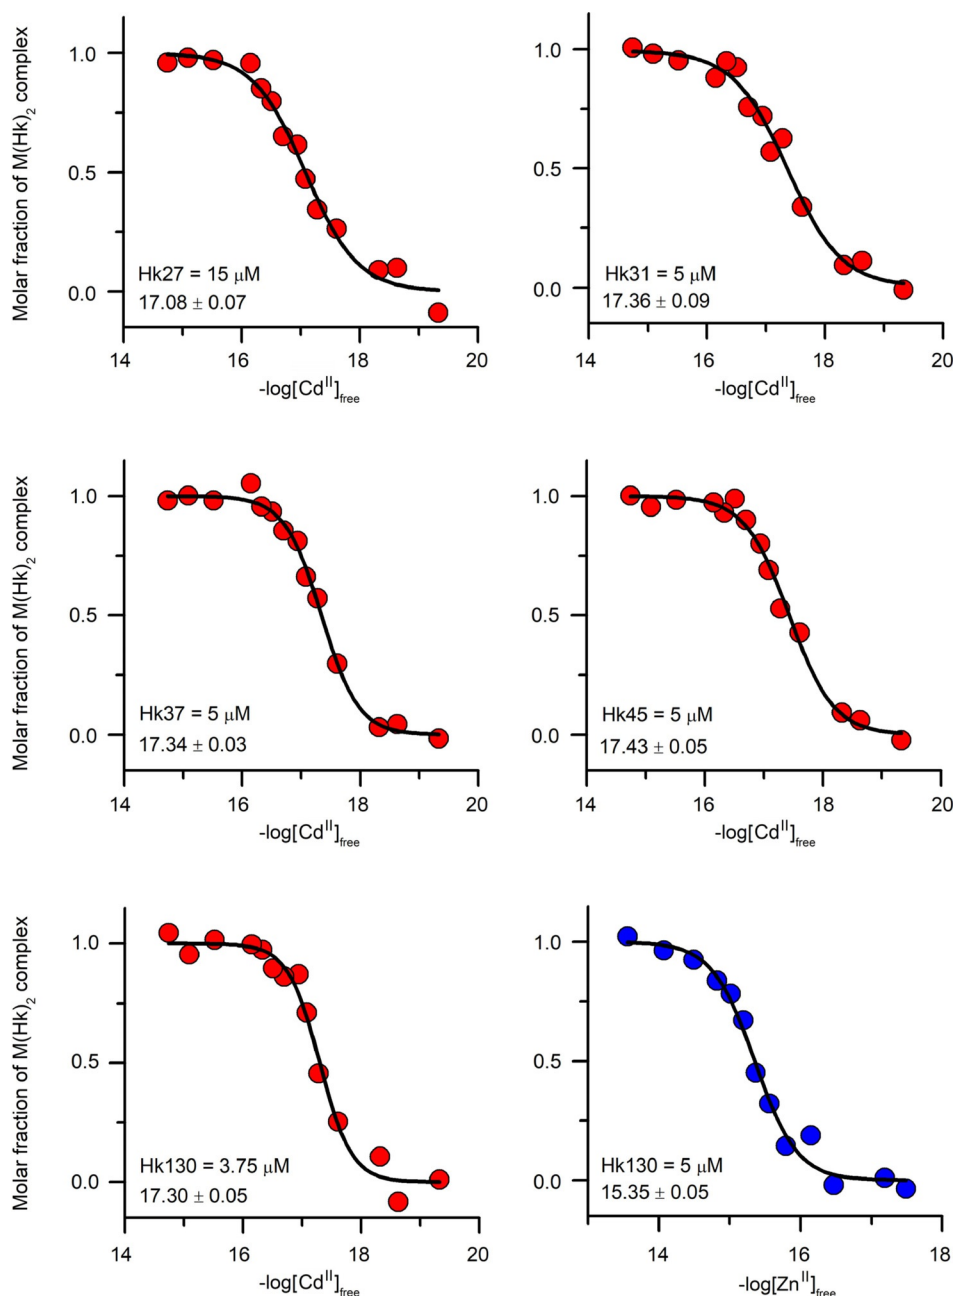 Molar fraction of M(Hk)₂ complex
1.0
0.5
0.0
Hk27 = 15 μM
17.08 ± 0.07
14 16 18 20
-log[Cdᴵᴵ]free
1.0
0.5
0.0
Hk31 = 5 μM
17.36 ± 0.09
14 16 18 20
-log[Cdᴵᴵ]free
Molar fraction of M(Hk)₂ complex
1.0
0.5
0.0
Hk37 = 5 μM
17.34 ± 0.03
14 16 18 20
-log[Cdᴵᴵ]free
1.0
0.5
0.0
Hk45 = 5 μM
17.43 ± 0.05
14 16 18 20
-log[Cdᴵᴵ]free
Molar fraction of M(Hk)₂ complex
1.0
0.5
0.0
Hk130 = 3.75 μM
17.30 ± 0.05
14 16 18 20
-log[Cdᴵᴵ]free
1.0
0.5
0.0
Hk130 = 5 μM
15.35 ± 0.05
14 16 18
-log[Znᴵᴵ]free